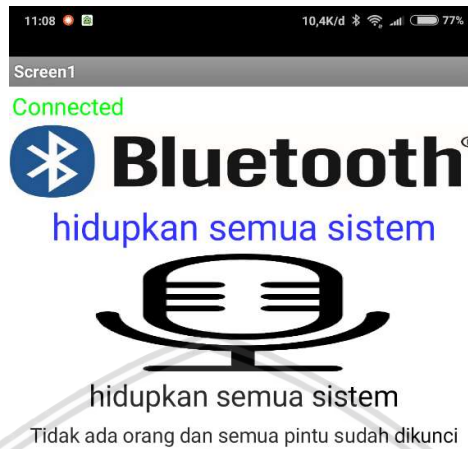 11:08 10,4K/d 77%
Screen1
Connected
Bluetooth
hidupkan semua sistem
hidupkan semua sistem
Tidak ada orang dan semua pintu sudah dikunci